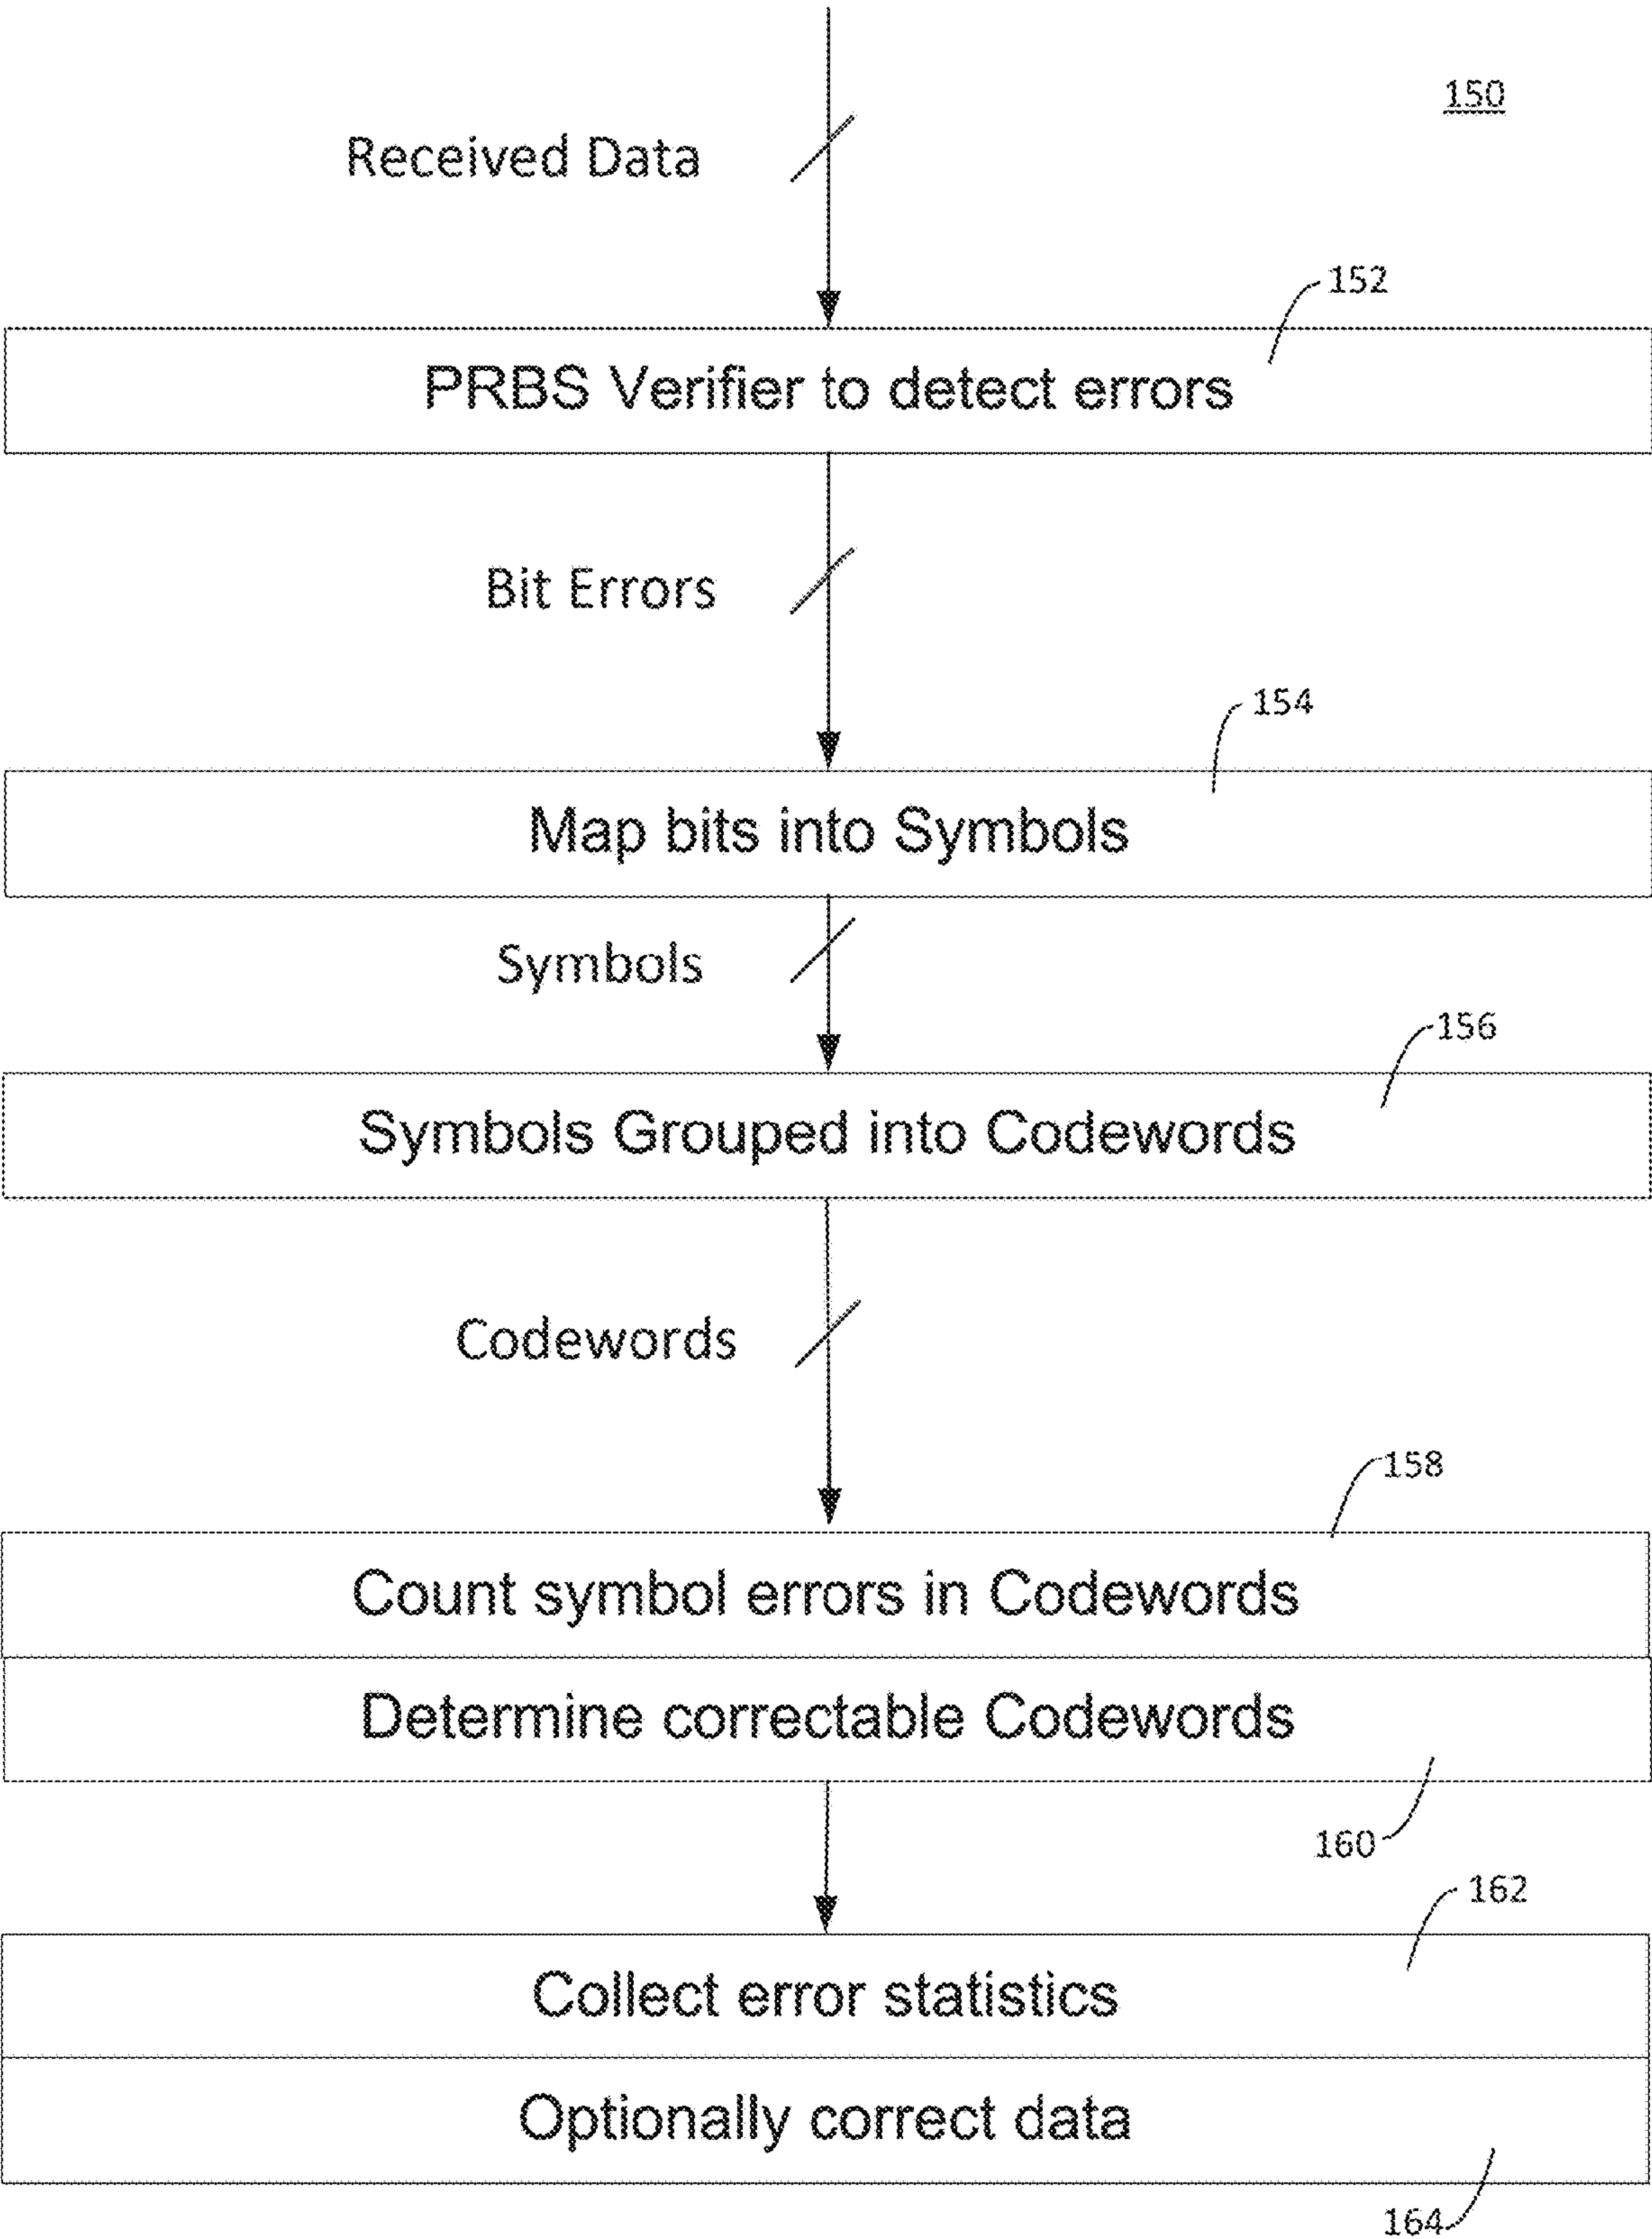 150
Received Data
152
PRBS Verifier to detect errors
Bit Errors
154
Map bits into Symbols
Symbols
156
Symbols Grouped into Codewords
Codewords
158
Count symbol errors in Codewords
Determine correctable Codewords
160
162
Collect error statistics
Optionally correct data
164